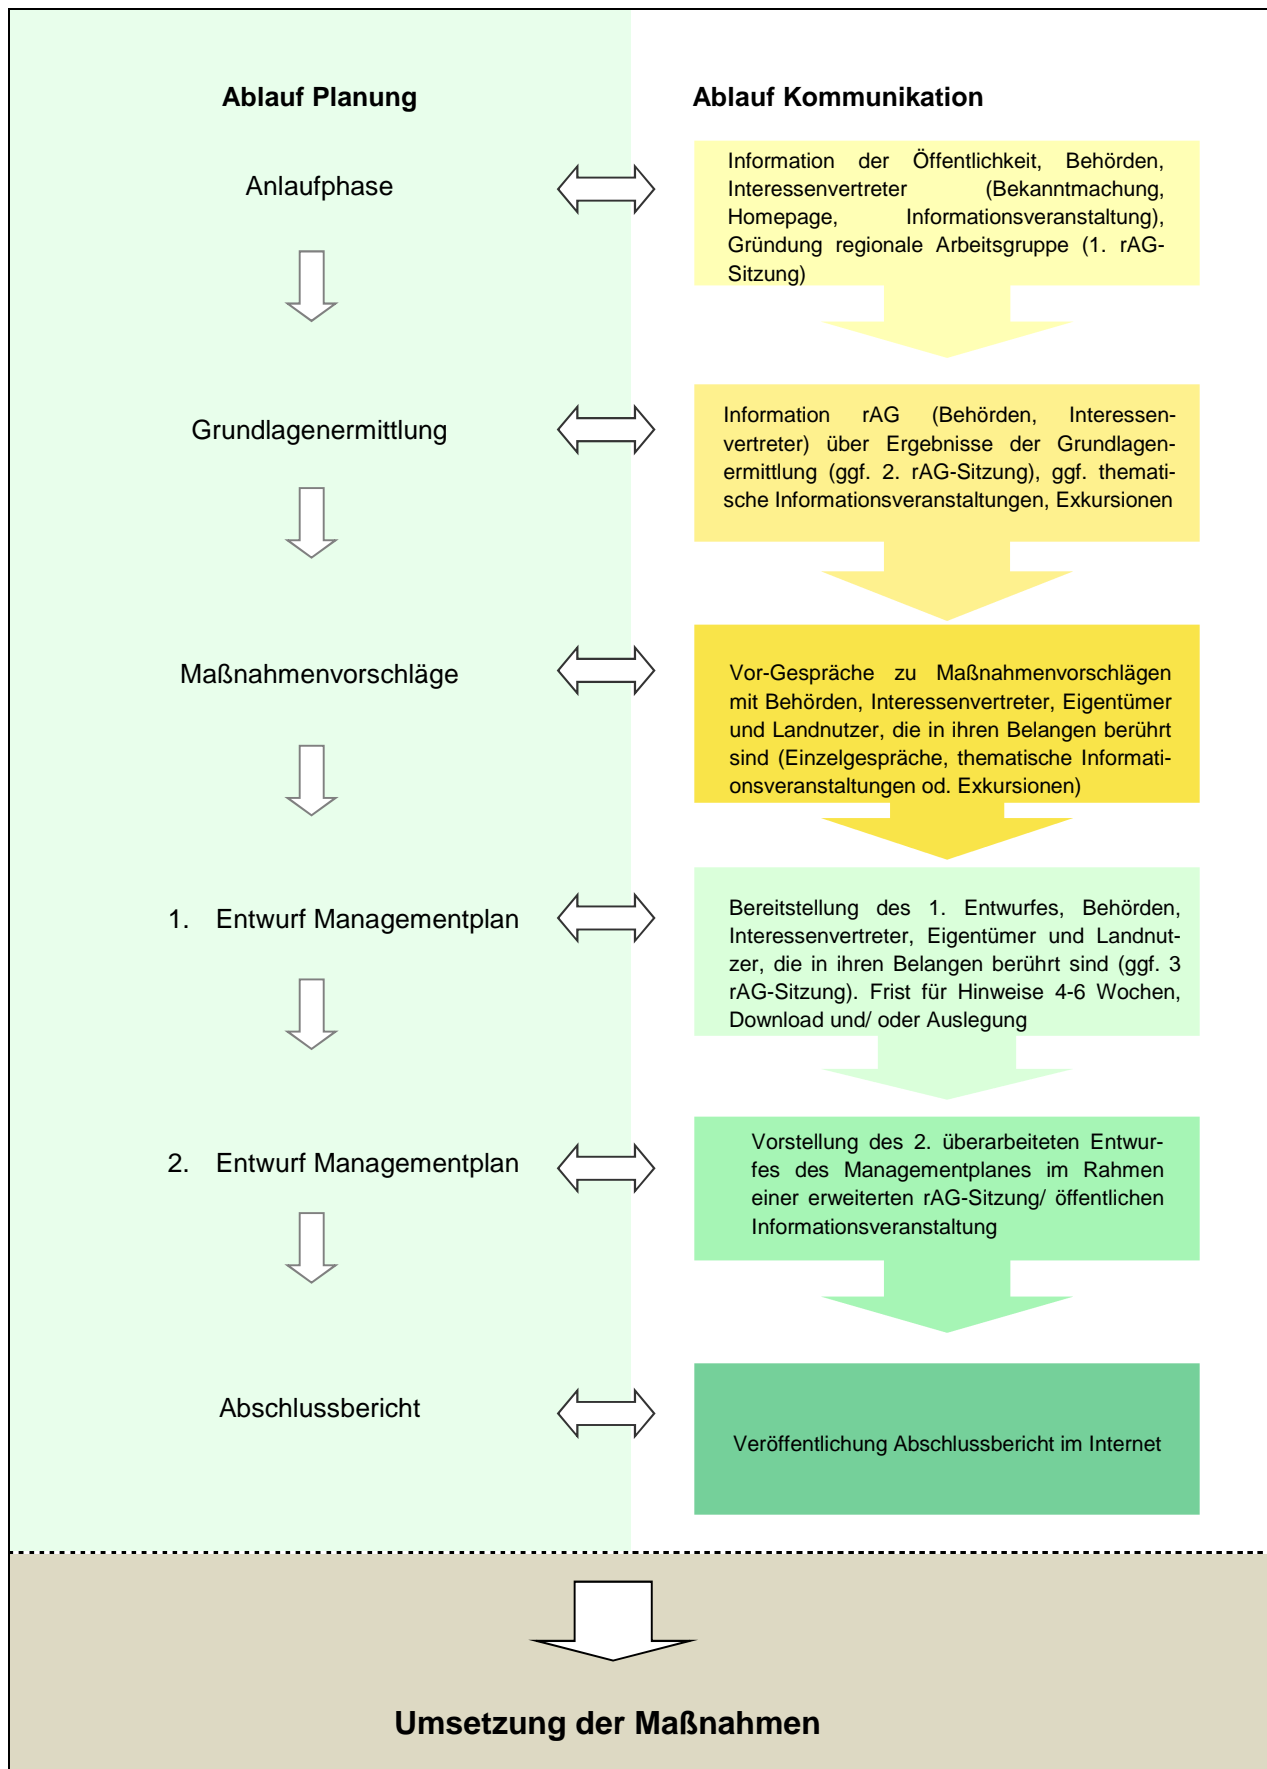 Ablauf Planung
Ablauf Kommunikation
Anlaufphase
Information der Öffentlichkeit, Behörden,
Interessenvertreter (Bekanntmachung,
Homepage, Informationsveranstaltung),
Gründung regionale Arbeitsgruppe (1. rAG-
Sitzung)
Grundlagenermittlung
Information rAG (Behörden, Interessen-
vertreter) über Ergebnisse der Grundlagen-
ermittlung (ggf. 2. rAG-Sitzung), ggf. themati-
sche Informationsveranstaltungen, Exkursionen
Maßnahmenvorschläge
Vor-Gespräche zu Maßnahmenvorschlägen
mit Behörden, Interessenvertreter, Eigentümer
und Landnutzer, die in ihren Belangen berührt
sind (Einzelgespräche, thematische Informati-
onsveranstaltungen od. Exkursionen)
1. Entwurf Managementplan
Bereitstellung des 1. Entwurfes, Behörden,
Interessenvertreter, Eigentümer und Landnut-
zer, die in ihren Belangen berührt sind (ggf. 3
rAG-Sitzung). Frist für Hinweise 4-6 Wochen,
Download und/ oder Auslegung
2. Entwurf Managementplan
Vorstellung des 2. überarbeiteten Entwur-
fes des Managementplanes im Rahmen
einer erweiterten rAG-Sitzung/ öffentlichen
Informationsveranstaltung
Abschlussbericht
Veröffentlichung Abschlussbericht im Internet
Umsetzung der Maßnahmen